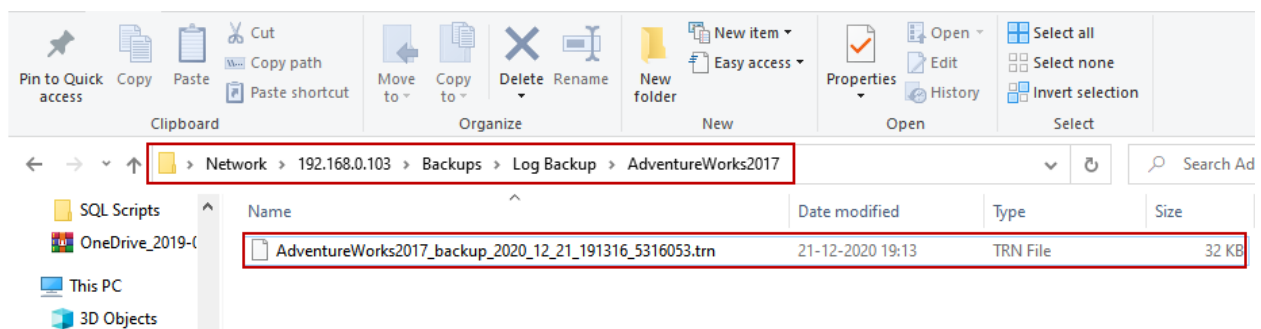 Pin to Quick access
Copy
Paste
Cut
Copy path
Paste shortcut
Clipboard
Move to
Copy to
Delete
Rename
Organize
New folder
New item
Easy access
New
Properties
Open
Edit
History
Open
Select all
Select none
Invert selection
Select
Network > 192.168.0.103 > Backups > Log Backup > AdventureWorks2017
Search Ad
SQL Scripts
OneDrive_2019-0
This PC
3D Objects
Name Date modified Type Size
AdventureWorks2017_backup_2020_12_21_191316_5316053.trn 21-12-2020 19:13 TRN File 32 KB